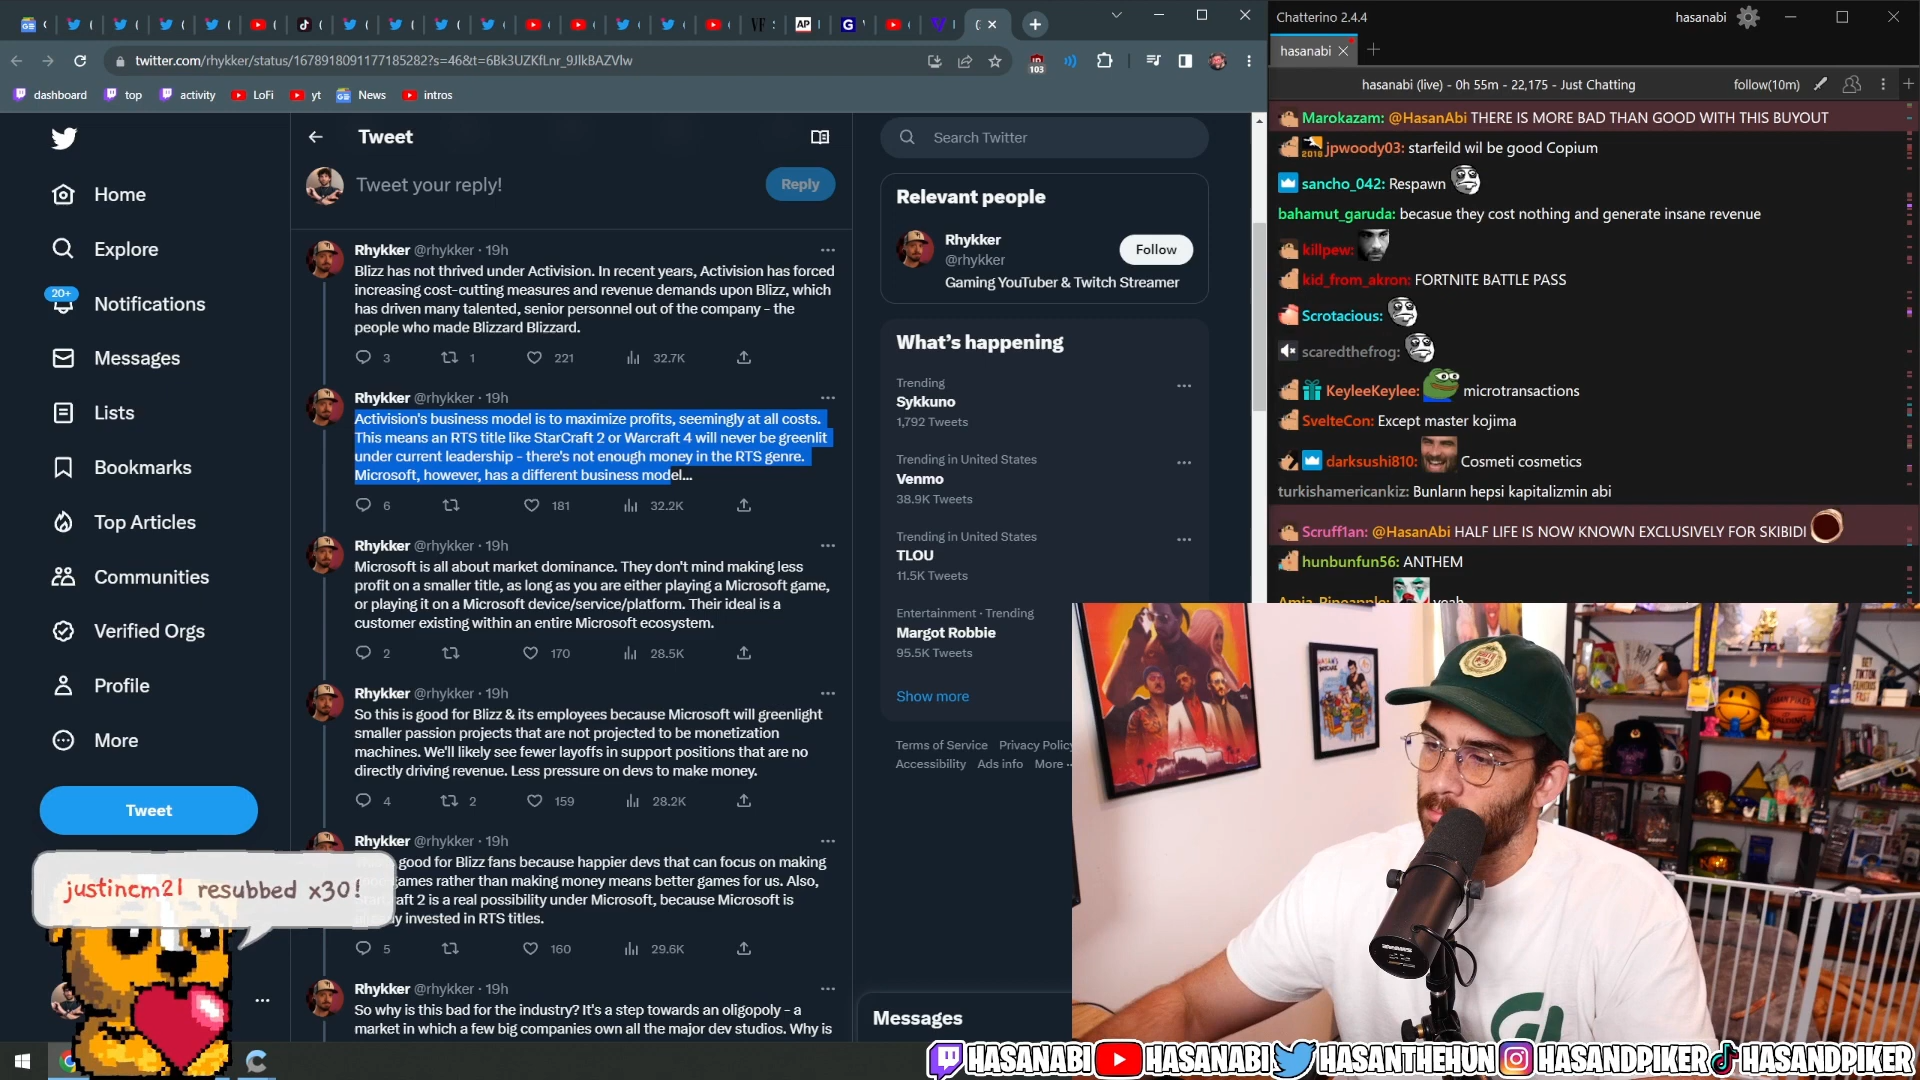 twitter.com/rhykker/status/1678918091177185282?s=46&t=6Bk3UZKfLnr_9JlkBAZVlw
103
dashboard
top
activity
LoFi
yt
News
intros
Home
Explore
20+
Notifications
Messages
Lists
Bookmarks
Top Articles
Communities
Verified Orgs
Profile
More
Tweet
justincm21 resubbed x30!
Tweet
Tweet your reply!
Reply
Rhykker @rhykker · 19h
Blizz has not thrived under Activision. In recent years, Activision has forced
increasing cost-cutting measures and revenue demands upon Blizz, which
has driven many talented, senior personnel out of the company - the
people who made Blizzard Blizzard.
3 1 221 32.7K
Rhykker @rhykker · 19h
Activision's business model is to maximize profits, seemingly at all costs.
This means an RTS title like StarCraft 2 or Warcraft 4 will never be greenlit
under current leadership - there's not enough money in the RTS genre.
Microsoft, however, has a different business model...
6 181 32.2K
Rhykker @rhykker · 19h
Microsoft is all about market dominance. They don't mind making less
profit on a smaller title, as long as you are either playing a Microsoft game,
or playing it on a Microsoft device/service/platform. Their ideal is a
customer existing within an entire Microsoft ecosystem.
2 170 28.5K
Rhykker @rhykker · 19h
So this is good for Blizz & its employees because Microsoft will greenlight
smaller passion projects that are not projected to be monetization
machines. We'll likely see fewer layoffs in support positions that are no
directly driving revenue. Less pressure on devs to make money.
4 2 159 28.2K
Rhykker @rhykker · 19h
good for Blizz fans because happier devs that can focus on making
games rather than making money means better games for us. Also,
aft 2 is a real possibility under Microsoft, because Microsoft is
invested in RTS titles.
5 160 29.6K
Rhykker @rhykker · 19h
So why is this bad for the industry? It's a step towards an oligopoly - a
market in which a few big companies own all the major dev studios. Why is
Search Twitter
Relevant people
Rhykker
@rhykker
Follow
Gaming YouTuber & Twitch Streamer
What's happening
Trending
Sykkuno
1,792 Tweets
Trending in United States
Venmo
38.9K Tweets
Trending in United States
TLOU
11.5K Tweets
Entertainment · Trending
Margot Robbie
95.5K Tweets
Show more
Terms of Service Privacy Policy
Accessibility Ads info More ··
Messages
Chatterino 2.4.4
hasanabi
hasanabi
hasanabi (live) - 0h 55m - 22,175 - Just Chatting
follow(10m)
Marokazam: @HasanAbi THERE IS MORE BAD THAN GOOD WITH THIS BUYOUT
2018 jpwoody03: starfeild wil be good Copium
sancho_042: Respawn
bahamut_garuda: becasue they cost nothing and generate insane revenue
killpew:
kid_from_akron: FORTNITE BATTLE PASS
Scrotacious:
scaredthefrog:
KeyleeKeylee: microtransactions
SvelteCon: Except master kojima
darksushi810: Cosmeti cosmetics
turkishamericankiz: Bunların hepsi kapitalizmin abi
Scruff1an: @HasanAbi HALF LIFE IS NOW KNOWN EXCLUSIVELY FOR SKIBIDI
hunbunfun56: ANTHEM
Amia_Pineapple: yeah
HASANABI HASANABI HASANTHEHUN HASANDPIKER HASANDPIKER